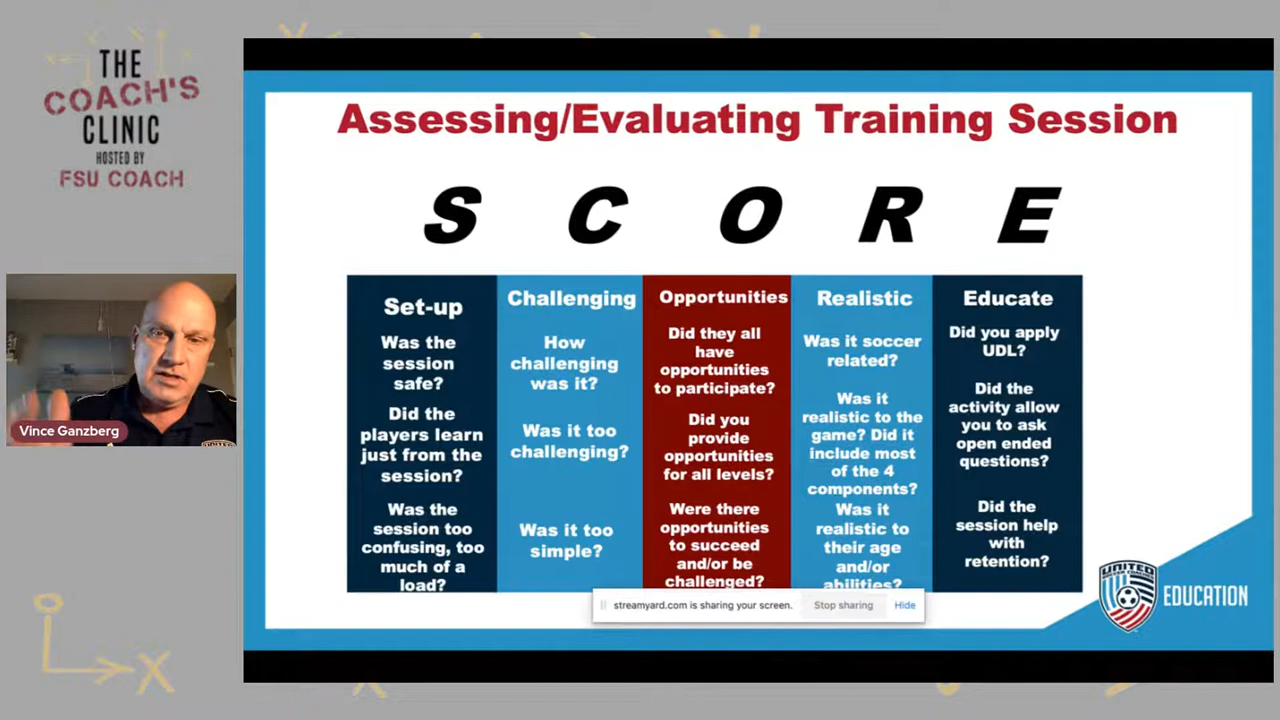 THE
COACH'S
CLINIC
HOSTED BY
FSU COACH
Vince Ganzberg
Assessing/Evaluating Training Session
S C O R E
Set-up
Was the
session
safe?
Did the
players learn
just from the
session?
Was the
session too
confusing, too
much of a
load?
Challenging
How
challenging
was it?
Was it too
challenging?
Was it too
simple?
Opportunities
Did they all
have
opportunities
to participate?
Did you
provide
opportunities
for all levels?
Were there
opportunities
to succeed
and/or be
challenged?
Realistic
Was it soccer
related?
Was it
realistic to the
game? Did it
include most
of the 4
components?
Was it
realistic to
their age
and/or
abilities?
Educate
Did you apply
UDL?
Did the
activity allow
you to ask
open ended
questions?
Did the
session help
with
retention?
streamyard.com is sharing your screen.
Stop sharing
Hide
UNITED
EDUCATION